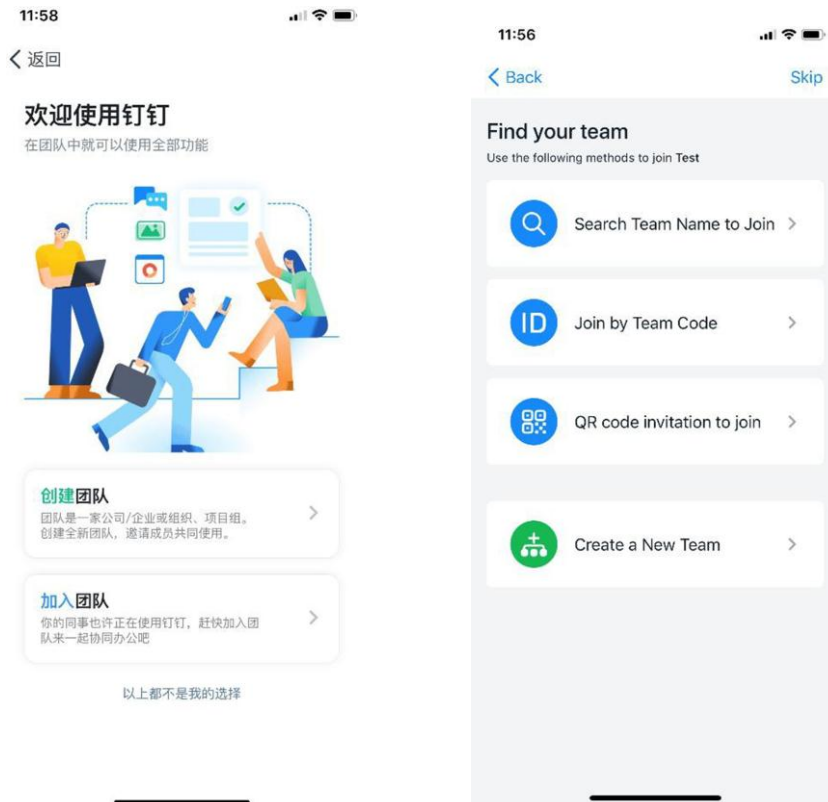 11:58
返回
欢迎使用钉钉
在团队中就可以使用全部功能
创建团队
团队是一家公司/企业或组织、项目组。
创建全新团队，邀请成员共同使用。
加入团队
你的同事也许正在使用钉钉，赶快加入团
队来一起协同办公吧
以上都不是我的选择
11:56
Back
Skip
Find your team
Use the following methods to join Test
Search Team Name to Join
ID
Join by Team Code
QR code invitation to join
Create a New Team